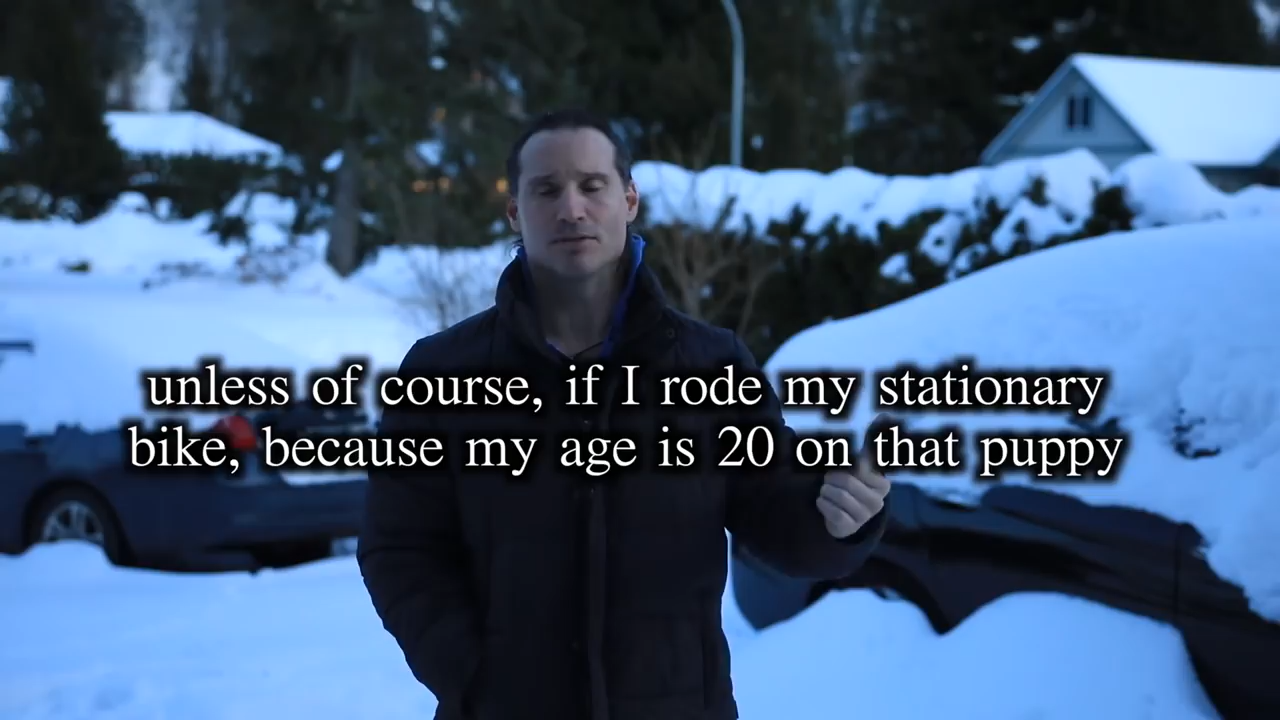 unless of course, if I rode my stationary
bike, because my age is 20 on that puppy